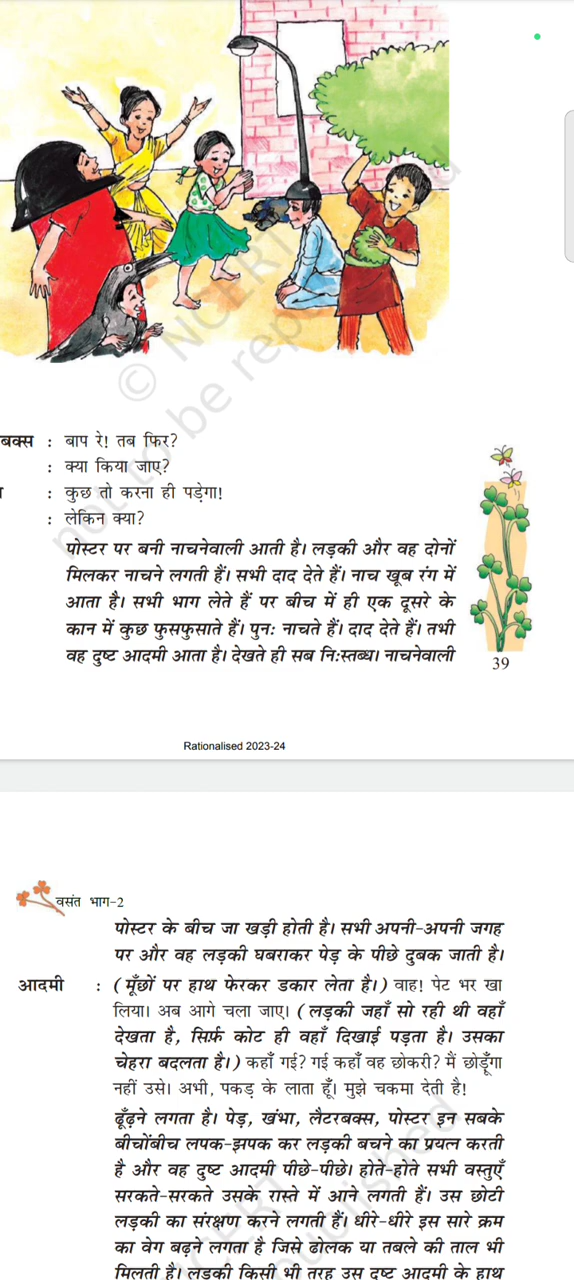 बक्स : बाप रे! तब फिर?
: क्या किया जाए?
: कुछ तो करना ही पड़ेगा!
: लेकिन क्या?
पोस्टर पर बनी नाचनेवाली आती है। लड़की और वह दोनों
मिलकर नाचने लगती हैं। सभी दाद देते हैं। नाच खूब रंग में
आता है। सभी भाग लेते हैं पर बीच में ही एक दूसरे के
कान में कुछ फुसफुसाते हैं। पुनः नाचते हैं। दाद देते हैं। तभी
वह दुष्ट आदमी आता है। देखते ही सब निःस्तब्ध। नाचनेवाली
39
Rationalised 2023-24
वसंत भाग-2
पोस्टर के बीच जा खड़ी होती है। सभी अपनी-अपनी जगह
पर और वह लड़की घबराकर पेड़ के पीछे दुबक जाती है।
आदमी : (मूँछों पर हाथ फेरकर डकार लेता है।) वाह! पेट भर खा
लिया। अब आगे चला जाए। (लड़की जहाँ सो रही थी वहाँ
देखता है, सिर्फ़ कोट ही वहाँ दिखाई पड़ता है। उसका
चेहरा बदलता है।) कहाँ गई? गई कहाँ वह छोकरी? मैं छोड़ूँगा
नहीं उसे। अभी, पकड़ के लाता हूँ। मुझे चकमा देती है!
ढूँढ़ने लगता है। पेड़, खंभा, लैटरबक्स, पोस्टर इन सबके
बीचोंबीच लपक-झपक कर लड़की बचने का प्रयत्न करती
है और वह दुष्ट आदमी पीछे-पीछे। होते-होते सभी वस्तुएँ
सरकते-सरकते उसके रास्ते में आने लगती हैं। उस छोटी
लड़की का संरक्षण करने लगती हैं। धीरे-धीरे इस सारे क्रम
का वेग बढ़ने लगता है जिसे ढोलक या तबले की ताल भी
मिलती है। लड़की किसी भी तरह उस दुष्ट आदमी के हाथ
© NCERT
not to be republished